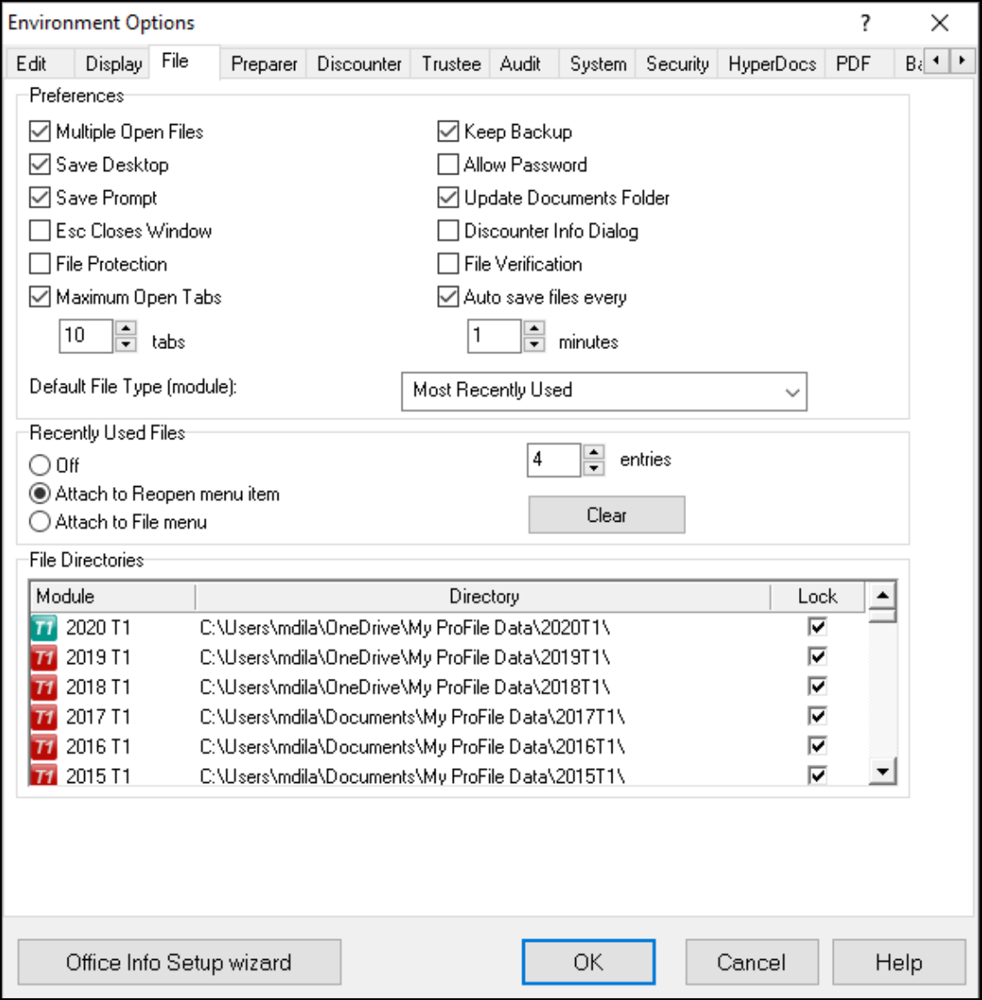 Environment Options ?
Edit Display File Preparer Discounter Trustee Audit System Security HyperDocs PDF
Preferences
Multiple Open Files Keep Backup
Save Desktop Allow Password
Save Prompt Update Documents Folder
Esc Closes Window Discounter Info Dialog
File Protection File Verification
Maximum Open Tabs Auto save files every
10 tabs 1 minutes
Default File Type (module): Most Recently Used
Recently Used Files
Off 4 entries
Attach to Reopen menu item
Attach to File menu Clear
File Directories
Module Directory Lock
T1 2020 T1 C:\Users\mdila\OneDrive\My ProFile Data\2020T1\
T1 2019 T1 C:\Users\mdila\OneDrive\My ProFile Data\2019T1\
T1 2018 T1 C:\Users\mdila\OneDrive\My ProFile Data\2018T1\
T1 2017 T1 C:\Users\mdila\Documents\My ProFile Data\2017T1\
T1 2016 T1 C:\Users\mdila\Documents\My ProFile Data\2016T1\
T1 2015 T1 C:\Users\mdila\Documents\My ProFile Data\2015T1\
Office Info Setup wizard OK Cancel Help